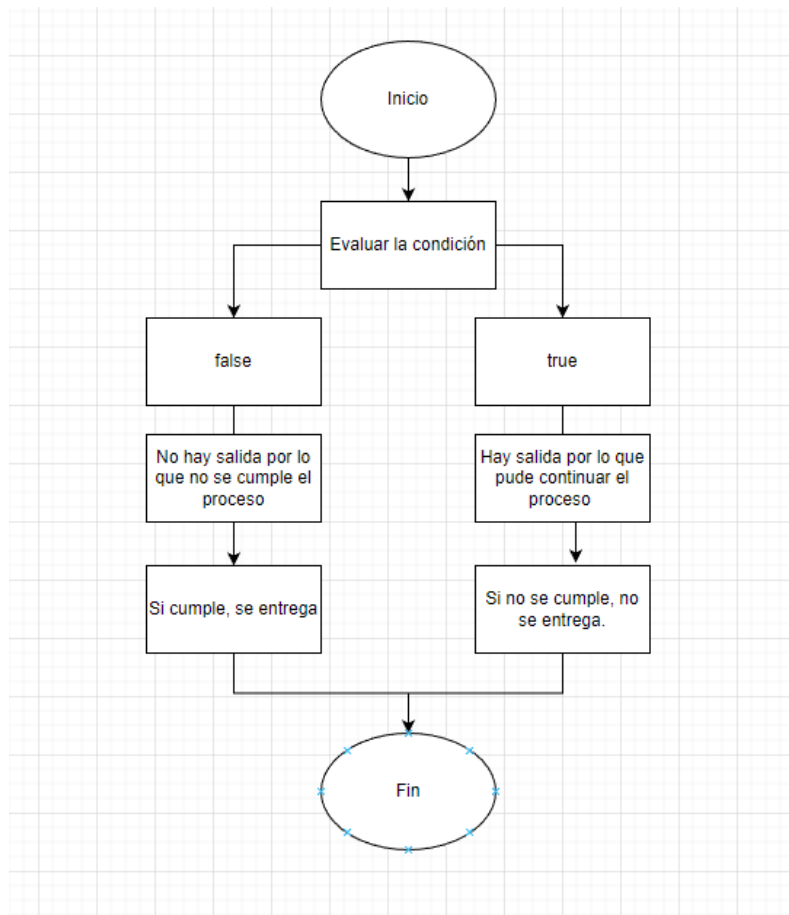 Inicio
Evaluar la condición
false
true
No hay salida por lo
que no se cumple el
proceso
Hay salida por lo que
pude continuar el
proceso
Si cumple, se entrega
Si no se cumple, no
se entrega.
Fin